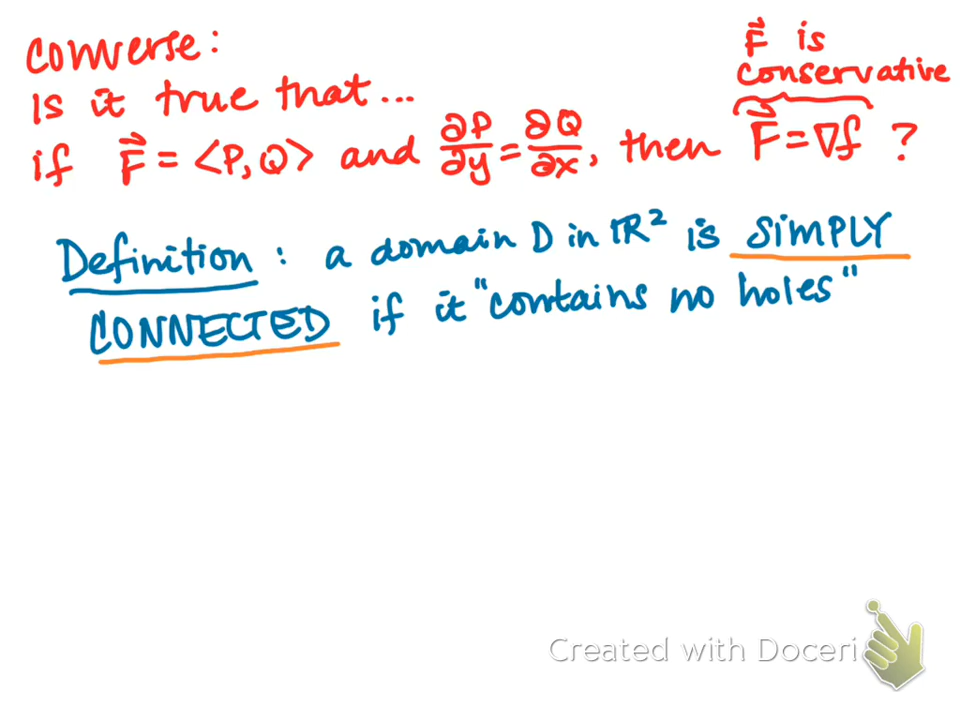 Converse:
Is it true that...
F⃗ is
conservative
if F⃗ = <P, Q> and ∂P/∂y = ∂Q/∂x, then F⃗ = ∇f ?
Definition: a domain D in ℝ² is SIMPLY
CONNECTED if it "contains no holes"
Created with Doceri